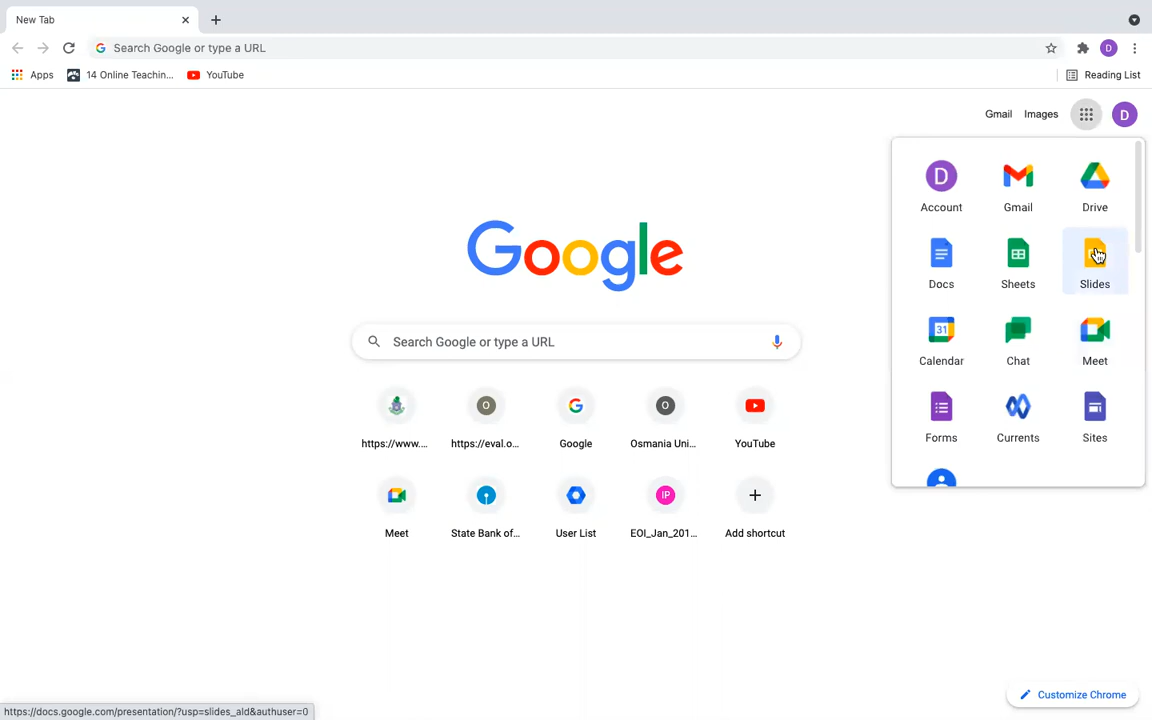 New Tab
Search Google or type a URL
Apps
14 Online Teachin...
YouTube
Reading List
D
Gmail
Images
D
D
Account
Gmail
Drive
Docs
Sheets
Slides
31
Calendar
Chat
Meet
Forms
Currents
Sites
Google
Search Google or type a URL
O
O
https://www....
https://eval.o...
Google
Osmania Uni...
YouTube
IP
Meet
State Bank of...
User List
EOI_Jan_201...
Add shortcut
Customize Chrome
https://docs.google.com/presentation/?usp=slides_ald&authuser=0